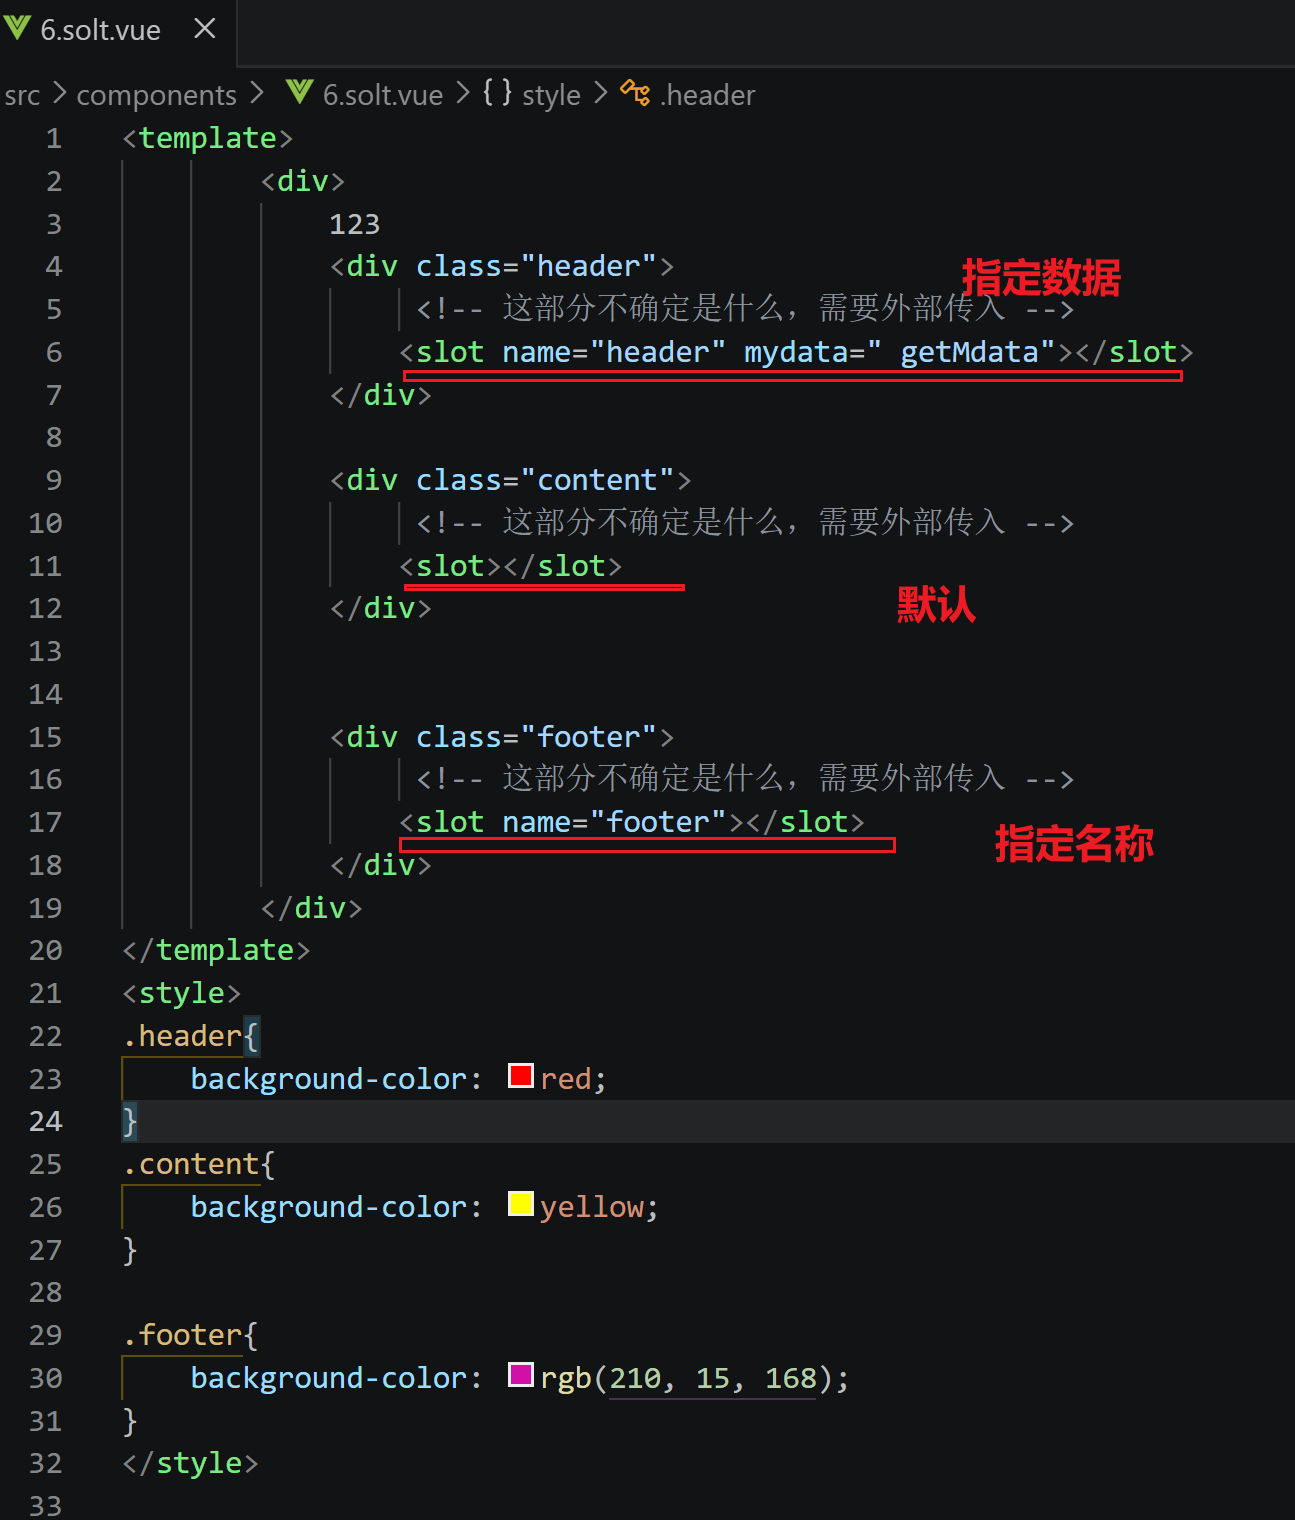 6.solt.vue
src > components > 6.solt.vue > {} style > .header
1 <template>
2 <div>
3 123
4 <div class="header">
指定数据
5 <!-- 这部分不确定是什么，需要外部传入 -->
6 <slot name="header" mydata=" getMdata"></slot>
7 </div>
8
9 <div class="content">
10 <!-- 这部分不确定是什么，需要外部传入 -->
11 <slot></slot>
默认
12 </div>
13
14
15 <div class="footer">
16 <!-- 这部分不确定是什么，需要外部传入 -->
17 <slot name="footer"></slot>
指定名称
18 </div>
19 </div>
20 </template>
21 <style>
22 .header{
23 background-color: red;
24 }
25 .content{
26 background-color: yellow;
27 }
28
29 .footer{
30 background-color: rgb(210, 15, 168);
31 }
32 </style>
33